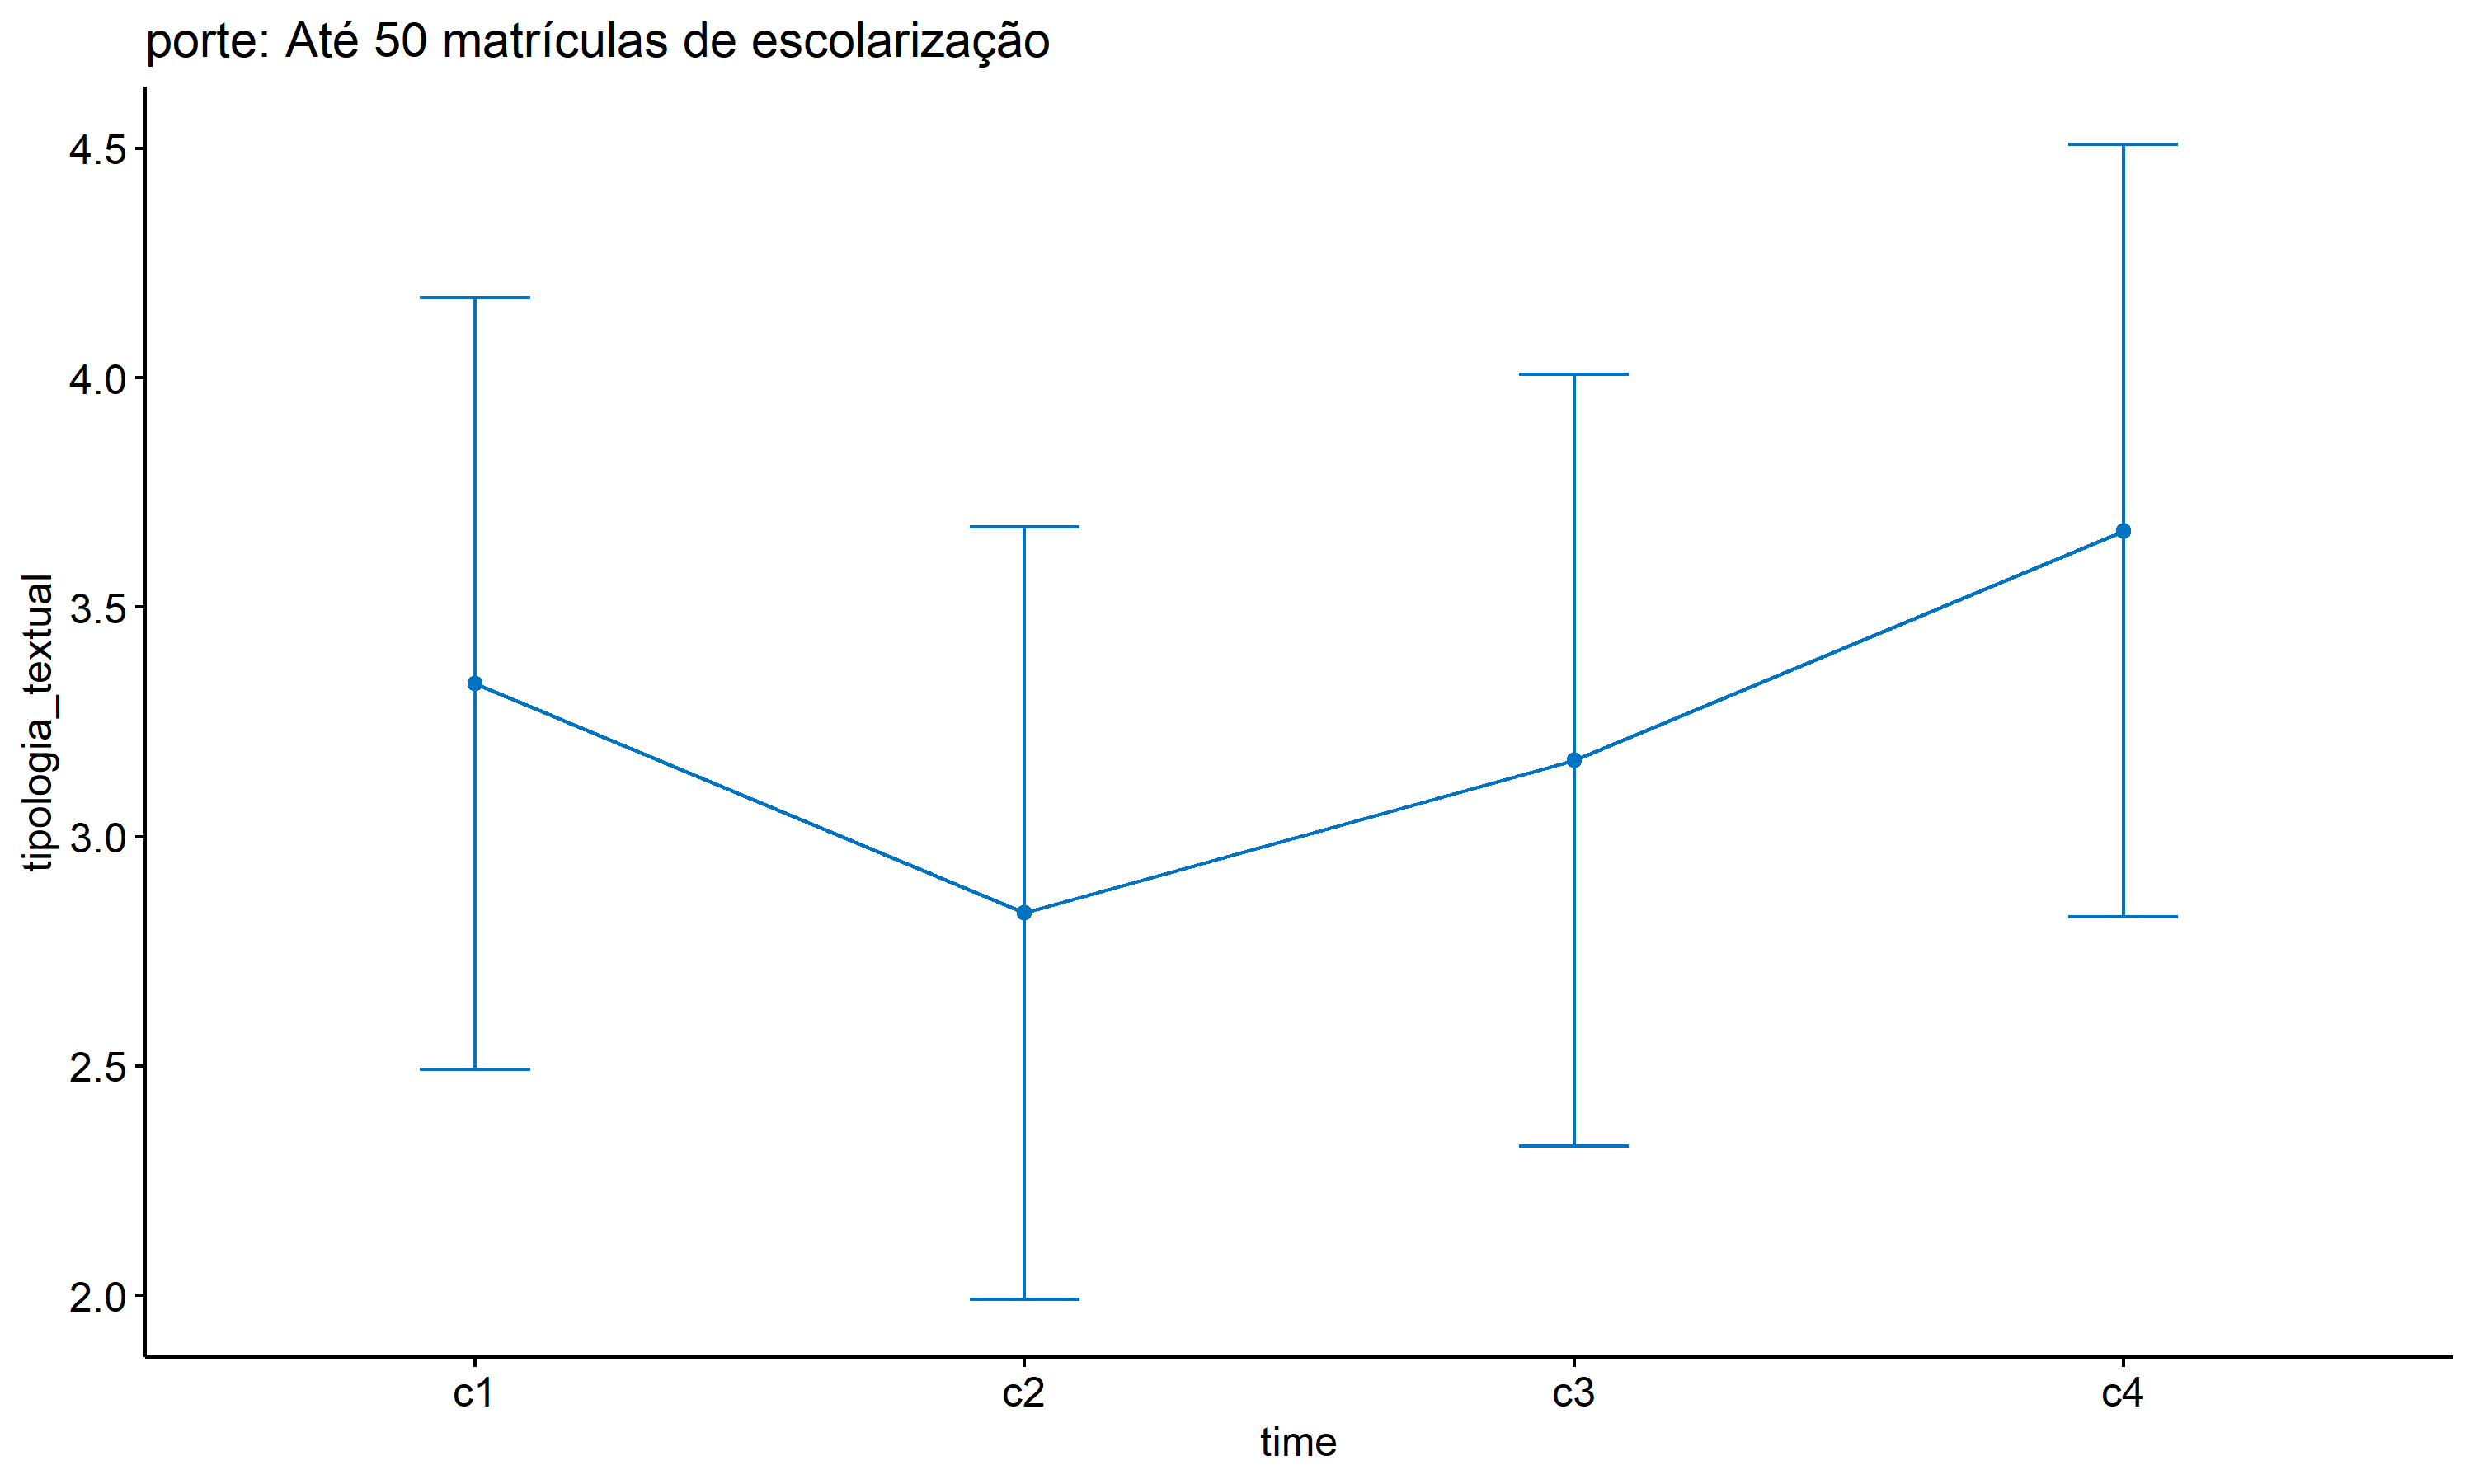 porte: Até 50 matrículas de escolarização
tipologia_textual
4.5
4.0
3.5
3.0
2.5
2.0
c1 c2 c3 c4
time